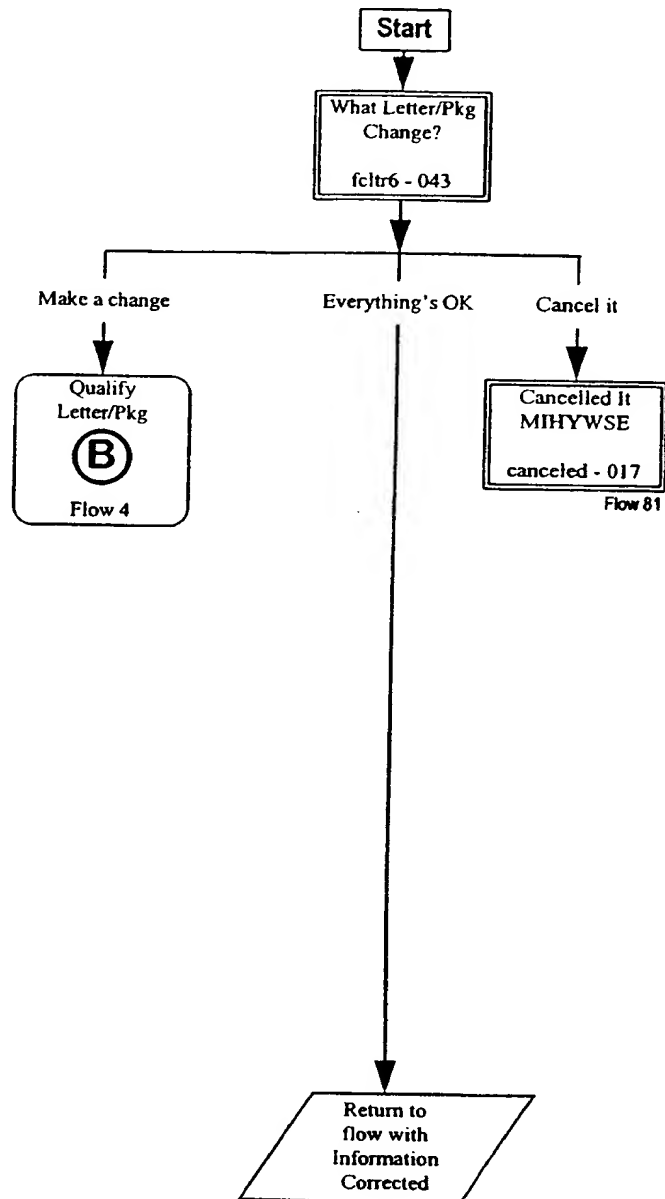 Start
What Letter/Pkg
Change?
fcltr6 - 043
Make a change
Everything's OK
Cancel it
Qualify
Letter/Pkg
B
Flow 4
Cancelled It
MIHYWSE
canceled - 017
Flow 81
Return to
flow with
Information
Corrected